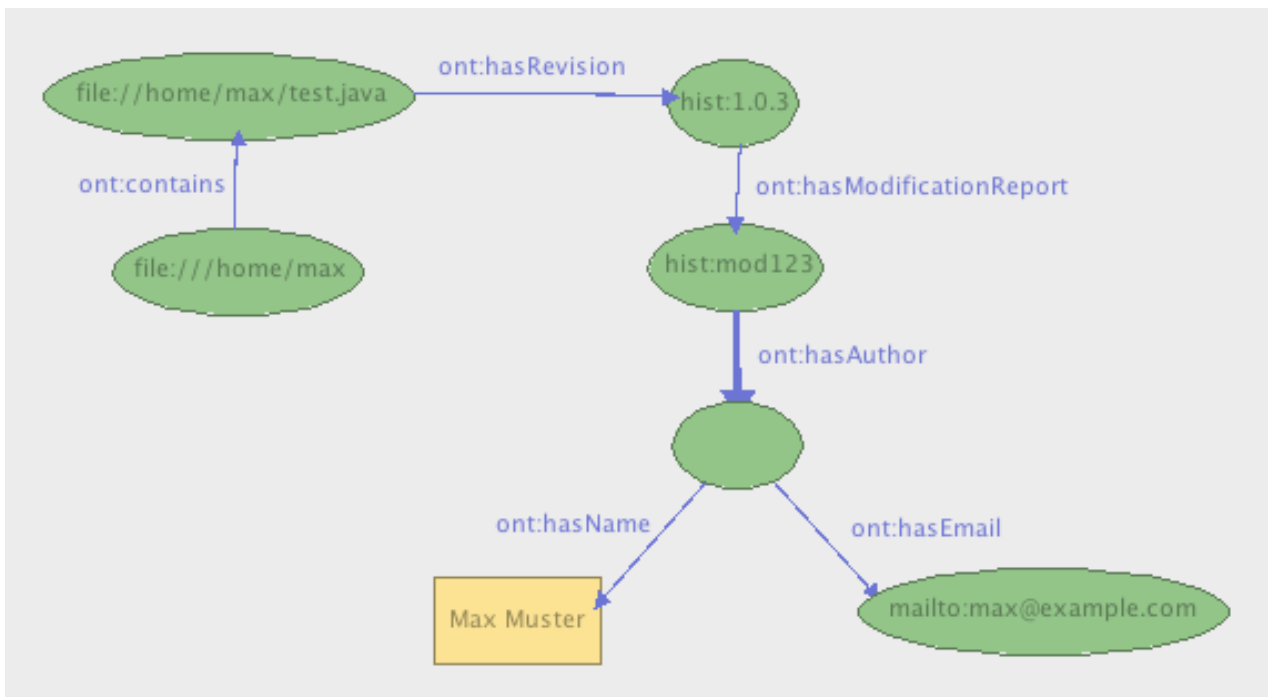 ont:hasRevision
file://home/max/test.java
hist:1.0.3
ont:contains
ont:hasModificationReport
file:///home/max
hist:mod123
ont:hasAuthor
ont:hasName
ont:hasEmail
Max Muster
mailto:max@example.com